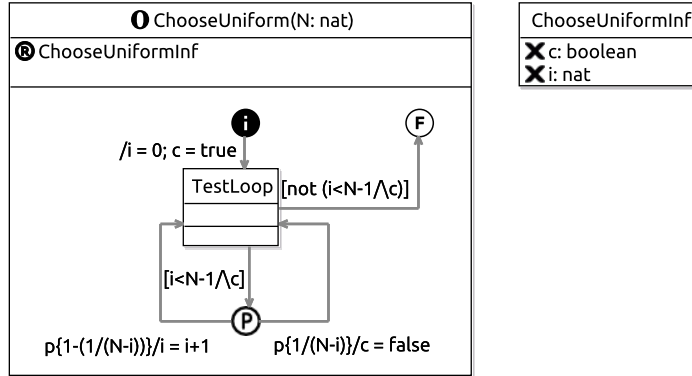 O ChooseUniform(N: nat)
R ChooseUniformInf
i
F
/i = 0; c = true
TestLoop
[not (i<N-1/\c)]
[i<N-1/\c]
P
p{1-(1/(N-i))}/i = i+1
p{1/(N-i)}/c = false
ChooseUniformInf
X c: boolean
X i: nat